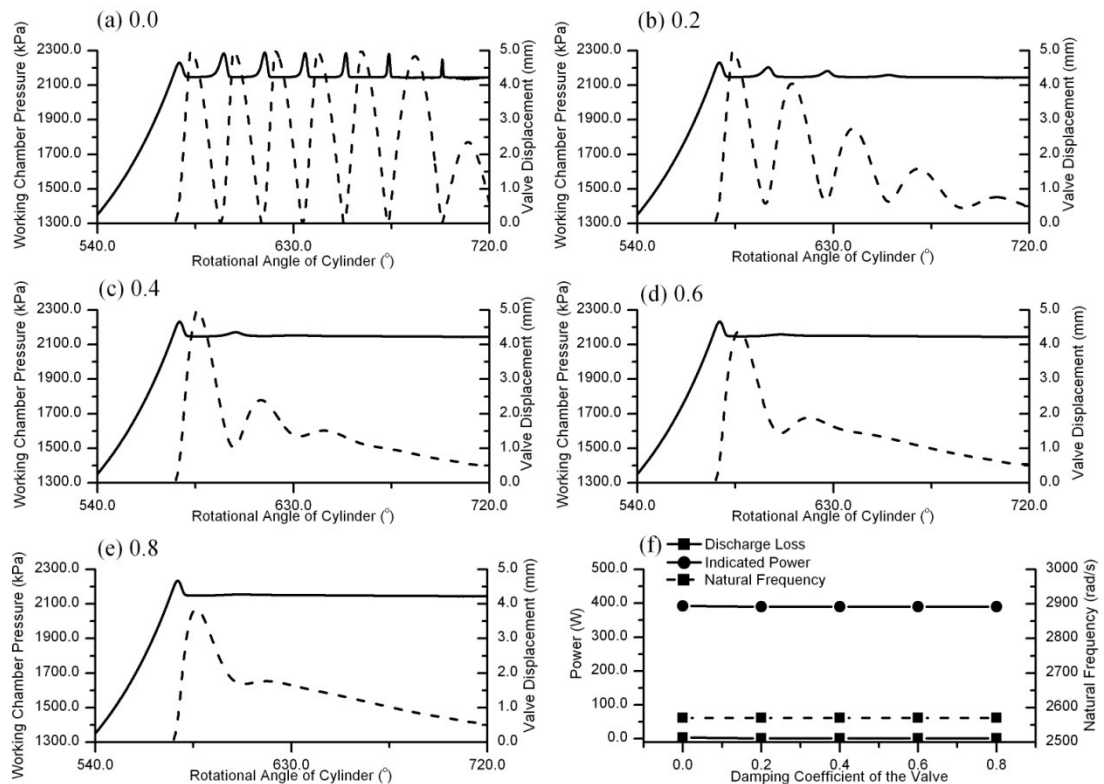 (a) 0.0
Working Chamber Pressure (kPa)
2300.0
2100.0
1900.0
1700.0
1500.0
1300.0
5.0
4.0
3.0
2.0
1.0
0.0
Valve Displacement (mm)
540.0 630.0 720.0
Rotational Angle of Cylinder (°)
(b) 0.2
Working Chamber Pressure (kPa)
2300.0
2100.0
1900.0
1700.0
1500.0
1300.0
5.0
4.0
3.0
2.0
1.0
0.0
Valve Displacement (mm)
540.0 630.0 720.0
Rotational Angle of Cylinder (°)
(c) 0.4
Working Chamber Pressure (kPa)
2300.0
2100.0
1900.0
1700.0
1500.0
1300.0
5.0
4.0
3.0
2.0
1.0
0.0
Valve Displacement (mm)
540.0 630.0 720.0
Rotational Angle of Cylinder (°)
(d) 0.6
Working Chamber Pressure (kPa)
2300.0
2100.0
1900.0
1700.0
1500.0
1300.0
5.0
4.0
3.0
2.0
1.0
0.0
Valve Displacement (mm)
540.0 630.0 720.0
Rotational Angle of Cylinder (°)
(e) 0.8
Working Chamber Pressure (kPa)
2300.0
2100.0
1900.0
1700.0
1500.0
1300.0
5.0
4.0
3.0
2.0
1.0
0.0
Valve Displacement (mm)
540.0 630.0 720.0
Rotational Angle of Cylinder (°)
(f)
Discharge Loss
Indicated Power
Natural Frequency
Power (W)
500.0
400.0
300.0
200.0
100.0
0.0
3000
2900
2800
2700
2600
2500
Natural Frequency (rad/s)
0.0 0.2 0.4 0.6 0.8
Damping Coefficient of the Valve